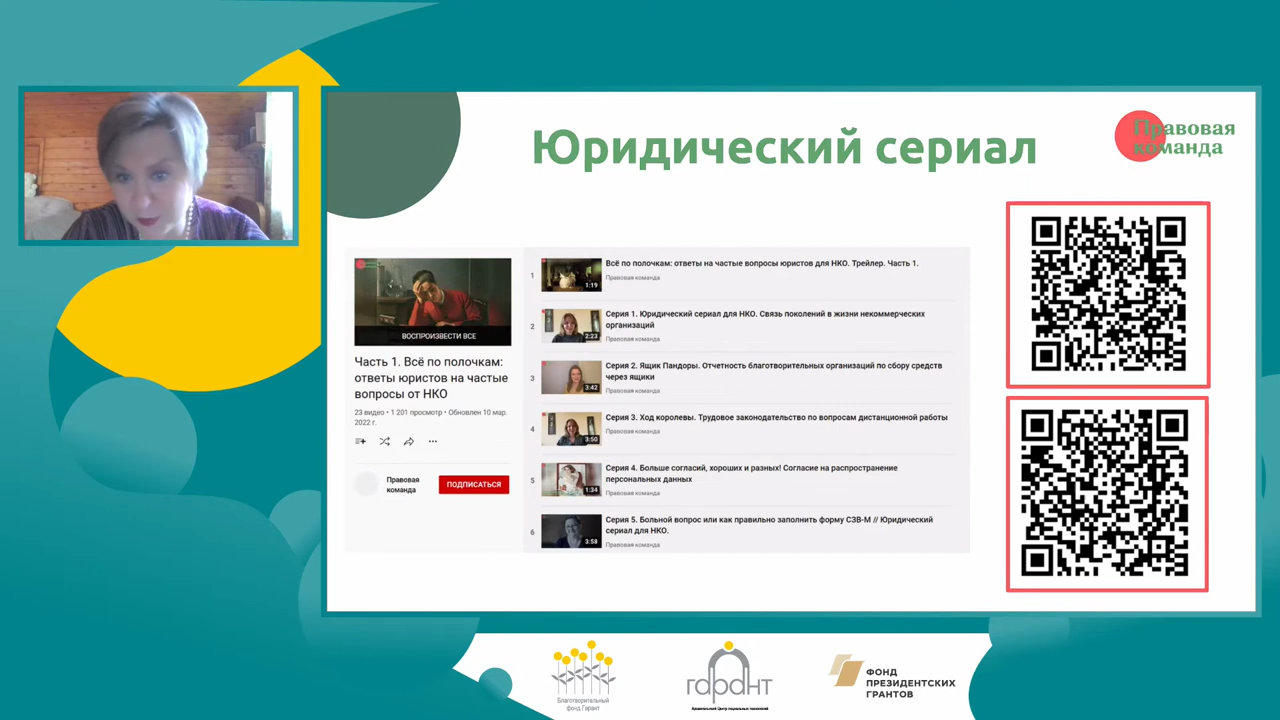 Юридический сериал
Правовая
команда
ВОСПРОИЗВЕСТИ ВСЕ
Часть 1. Всё по полочкам:
ответы юристов на частые
вопросы от НКО
23 видео • 1 201 просмотр • Обновлен 10 мар.
2022 г.
Правовая
команда
ПОДПИСАТЬСЯ
1
1:19
Всё по полочкам: ответы на частые вопросы юристов для НКО. Трейлер. Часть 1.
Правовая команда
2
2:23
Серия 1. Юридический сериал для НКО. Связь поколений в жизни некоммерческих
организаций
Правовая команда
3
3:42
Серия 2. Ящик Пандоры. Отчетность благотворительных организаций по сбору средств
через ящики
Правовая команда
4
3:50
Серия 3. Ход королевы. Трудовое законодательство по вопросам дистанционной работы
Правовая команда
5
1:34
Серия 4. Больше согласий, хороших и разных! Согласие на распространение
персональных данных
Правовая команда
6
3:58
Серия 5. Больной вопрос или как правильно заполнить форму СЗВ-М // Юридический
сериал для НКО.
Правовая команда
Благотворительный
фонд Гарант
гарант
Архангельский Центр социальных технологий
ФОНД
ПРЕЗИДЕНТСКИХ
ГРАНТОВ